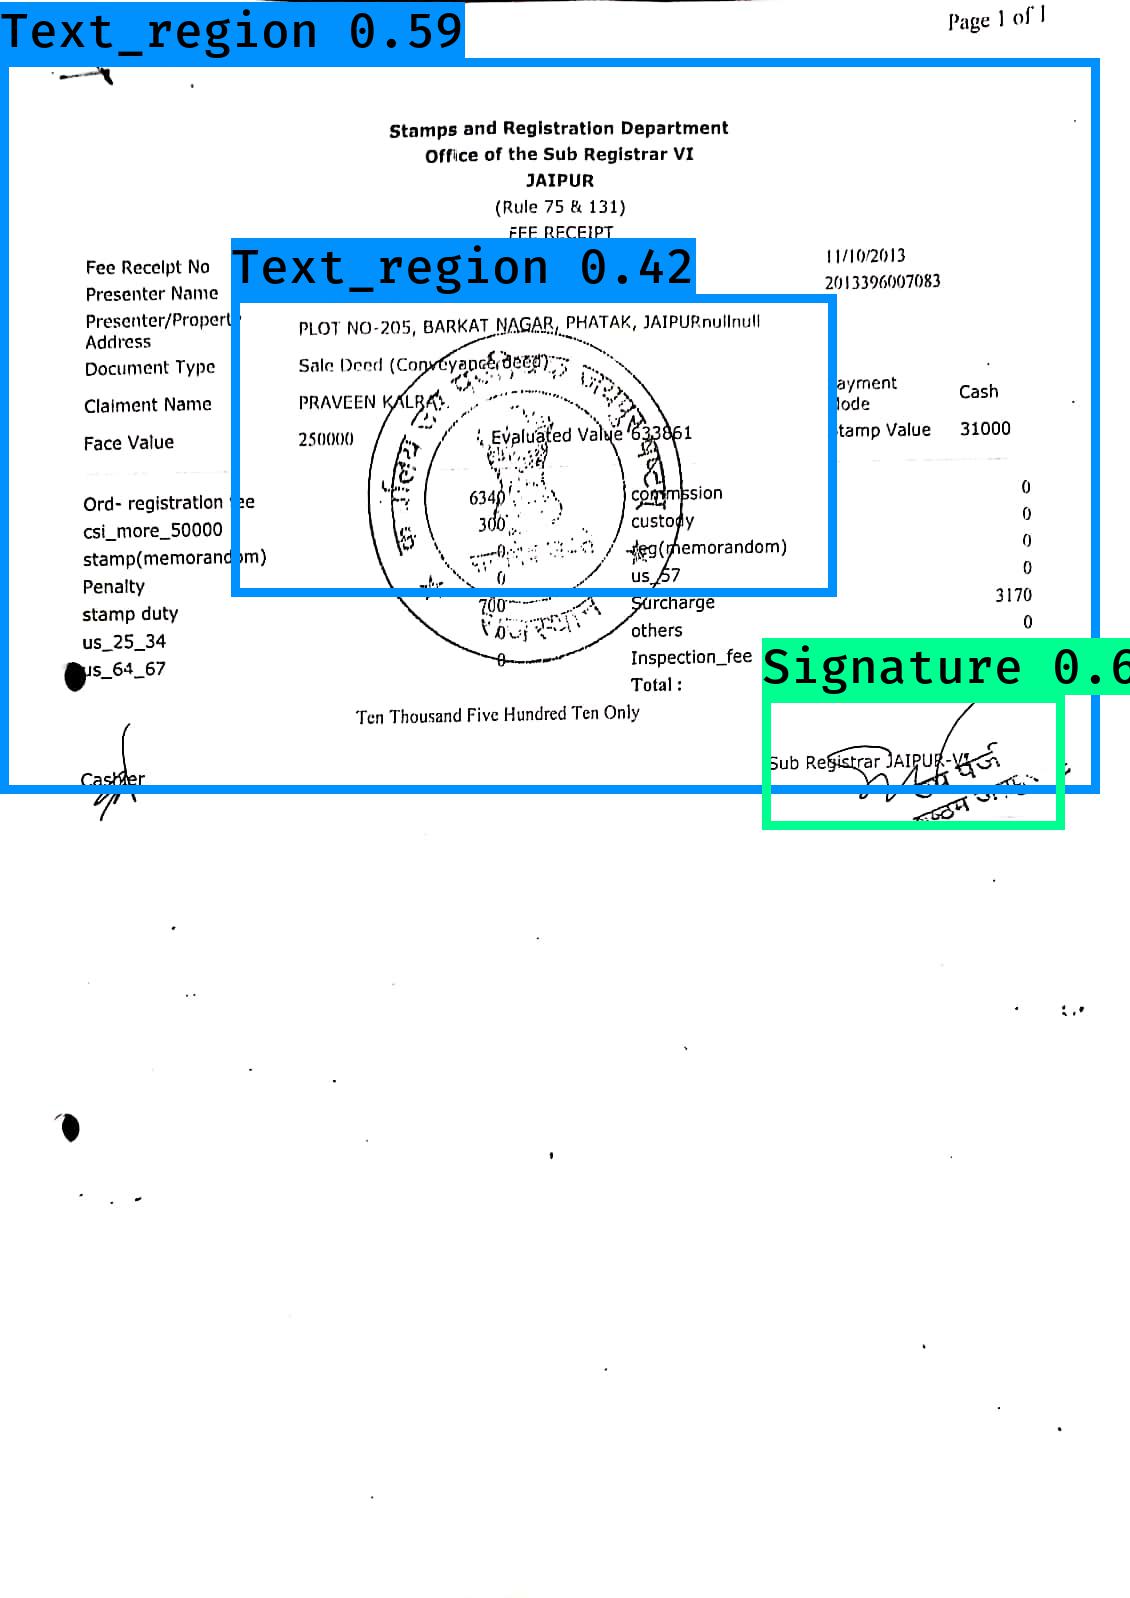 Text_region 0.59
Page 1 of 1
Stamps and Registration Department
Office of the Sub Registrar VI
JAIPUR
(Rule 75 & 131)
FEE RECEIPT
Text_region 0.42
Fee Receipt No 11/10/2013
Presenter Name 2013396007083
Presenter/Propert PLOT NO-205, BARKAT NAGAR, PHATAK, JAIPURnullnull
Address
Document Type Sale Deed (Conveyance deed)
Claiment Name PRAVEEN KALRA ayment Cash
ode
Face Value 250000 Evaluated Value 633861 tamp Value 31000
Ord- registration ee 6340 commssion 0
csi_more_50000 300 custody 0
stamp(memorandom) 0 reg(memorandom) 0
Penalty 0 us_57 0
stamp duty 700 Surcharge 3170
us_25_34 0 others 0
us_64_67 0 Inspection_fee
Total :
Signature 0.6
Ten Thousand Five Hundred Ten Only
Sub Registrar JAIPUR-VI
Cashier